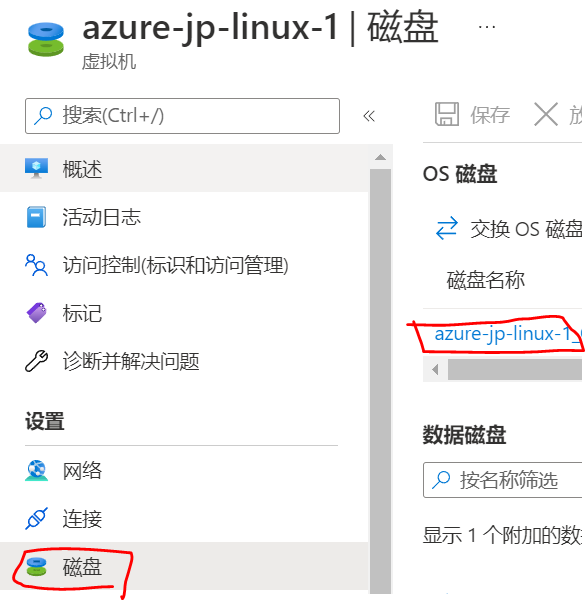 azure-jp-linux-1 | 磁盘 ...
虚拟机
搜索(Ctrl+/)
«
保存
概述
活动日志
访问控制(标识和访问管理)
标记
诊断并解决问题
设置
网络
连接
磁盘
OS 磁盘
交换 OS 磁盘
磁盘名称
azure-jp-linux-1_
数据磁盘
按名称筛选
显示 1 个附加的数